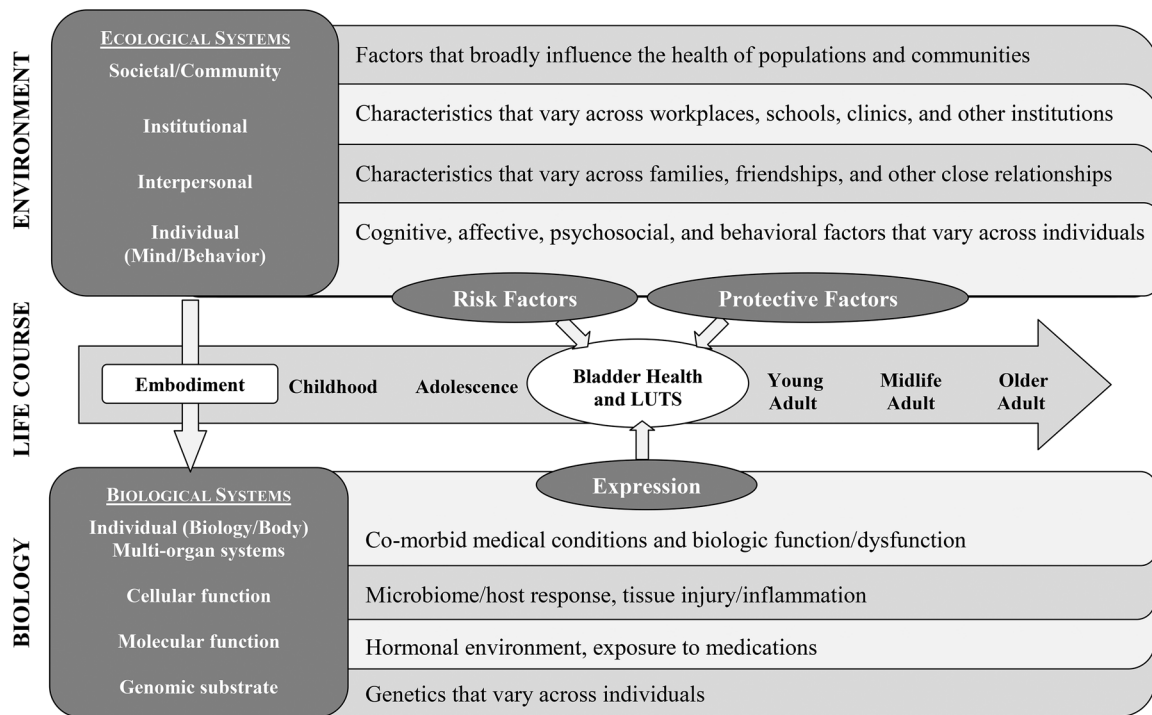 ENVIRONMENT
ECOLOGICAL SYSTEMS
Societal/Community
Factors that broadly influence the health of populations and communities
Institutional
Characteristics that vary across workplaces, schools, clinics, and other institutions
Interpersonal
Characteristics that vary across families, friendships, and other close relationships
Individual
(Mind/Behavior)
Cognitive, affective, psychosocial, and behavioral factors that vary across individuals
Risk Factors
Protective Factors
LIFE COURSE
Embodiment
Childhood
Adolescence
Bladder Health
and LUTS
Young
Adult
Midlife
Adult
Older
Adult
Expression
BIOLOGY
BIOLOGICAL SYSTEMS
Individual (Biology/Body)
Multi-organ systems
Co-morbid medical conditions and biologic function/dysfunction
Cellular function
Microbiome/host response, tissue injury/inflammation
Molecular function
Hormonal environment, exposure to medications
Genomic substrate
Genetics that vary across individuals